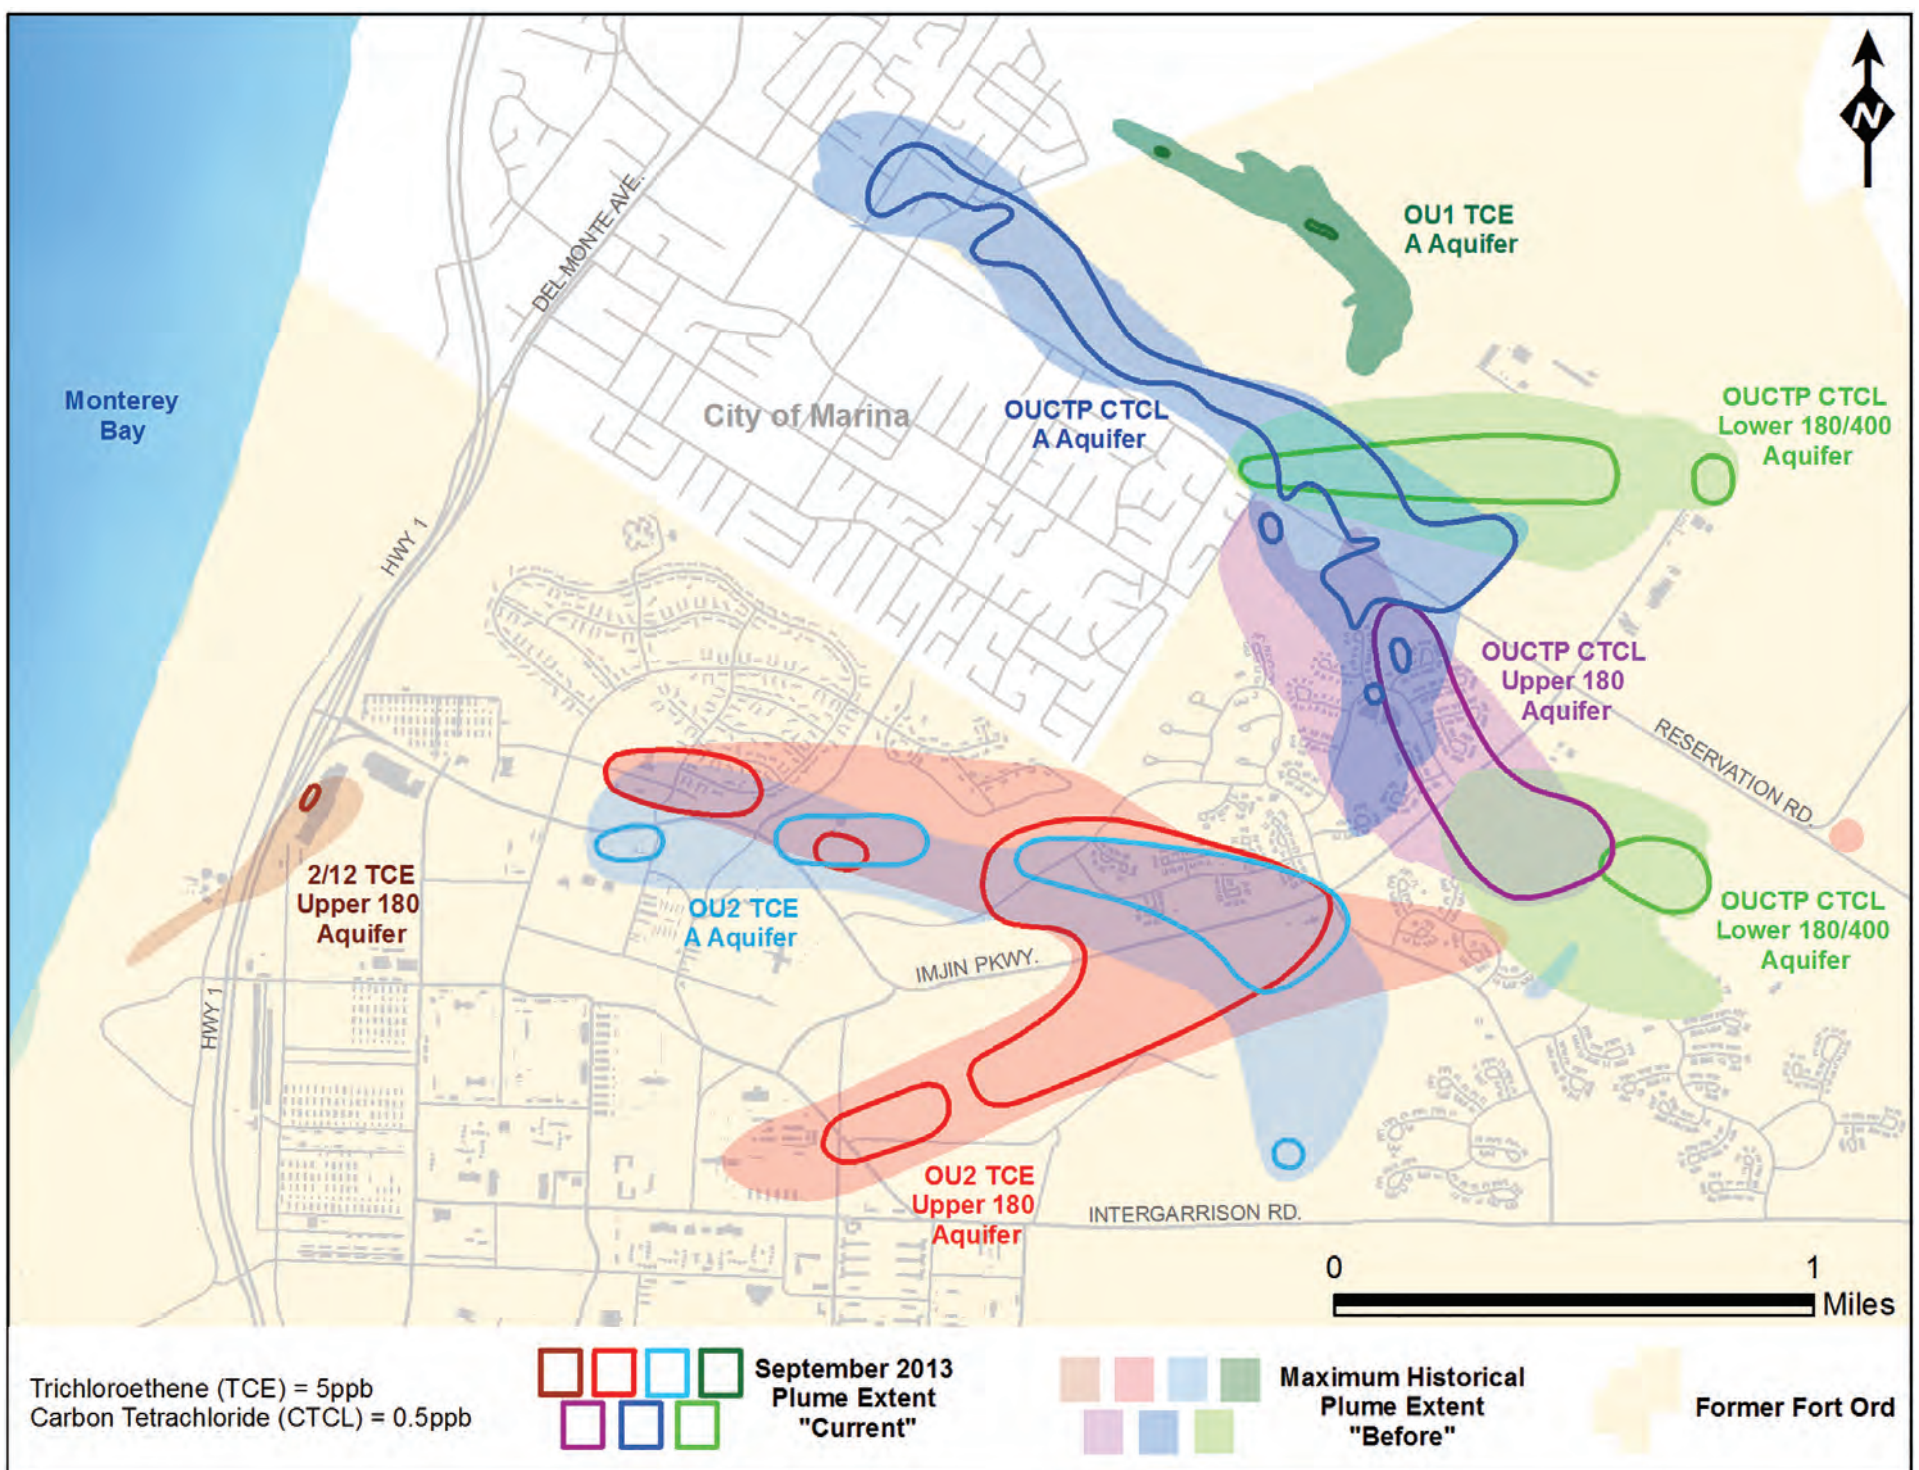 N
OU1 TCE
A Aquifer
DEL MONTE AVE.
Monterey
Bay
City of Marina
OUCTP CTCL
A Aquifer
OUCTP CTCL
Lower 180/400
Aquifer
HWY 1
OUCTP CTCL
Upper 180
Aquifer
RESERVATION RD.
2/12 TCE
Upper 180
Aquifer
OU2 TCE
A Aquifer
OUCTP CTCL
Lower 180/400
Aquifer
IMJIN PKWY.
HWY 1
OU2 TCE
Upper 180
Aquifer
INTERGARRISON RD.
0 1
Miles
Trichloroethene (TCE) = 5ppb
Carbon Tetrachloride (CTCL) = 0.5ppb
September 2013
Plume Extent
"Current"
Maximum Historical
Plume Extent
"Before"
Former Fort Ord